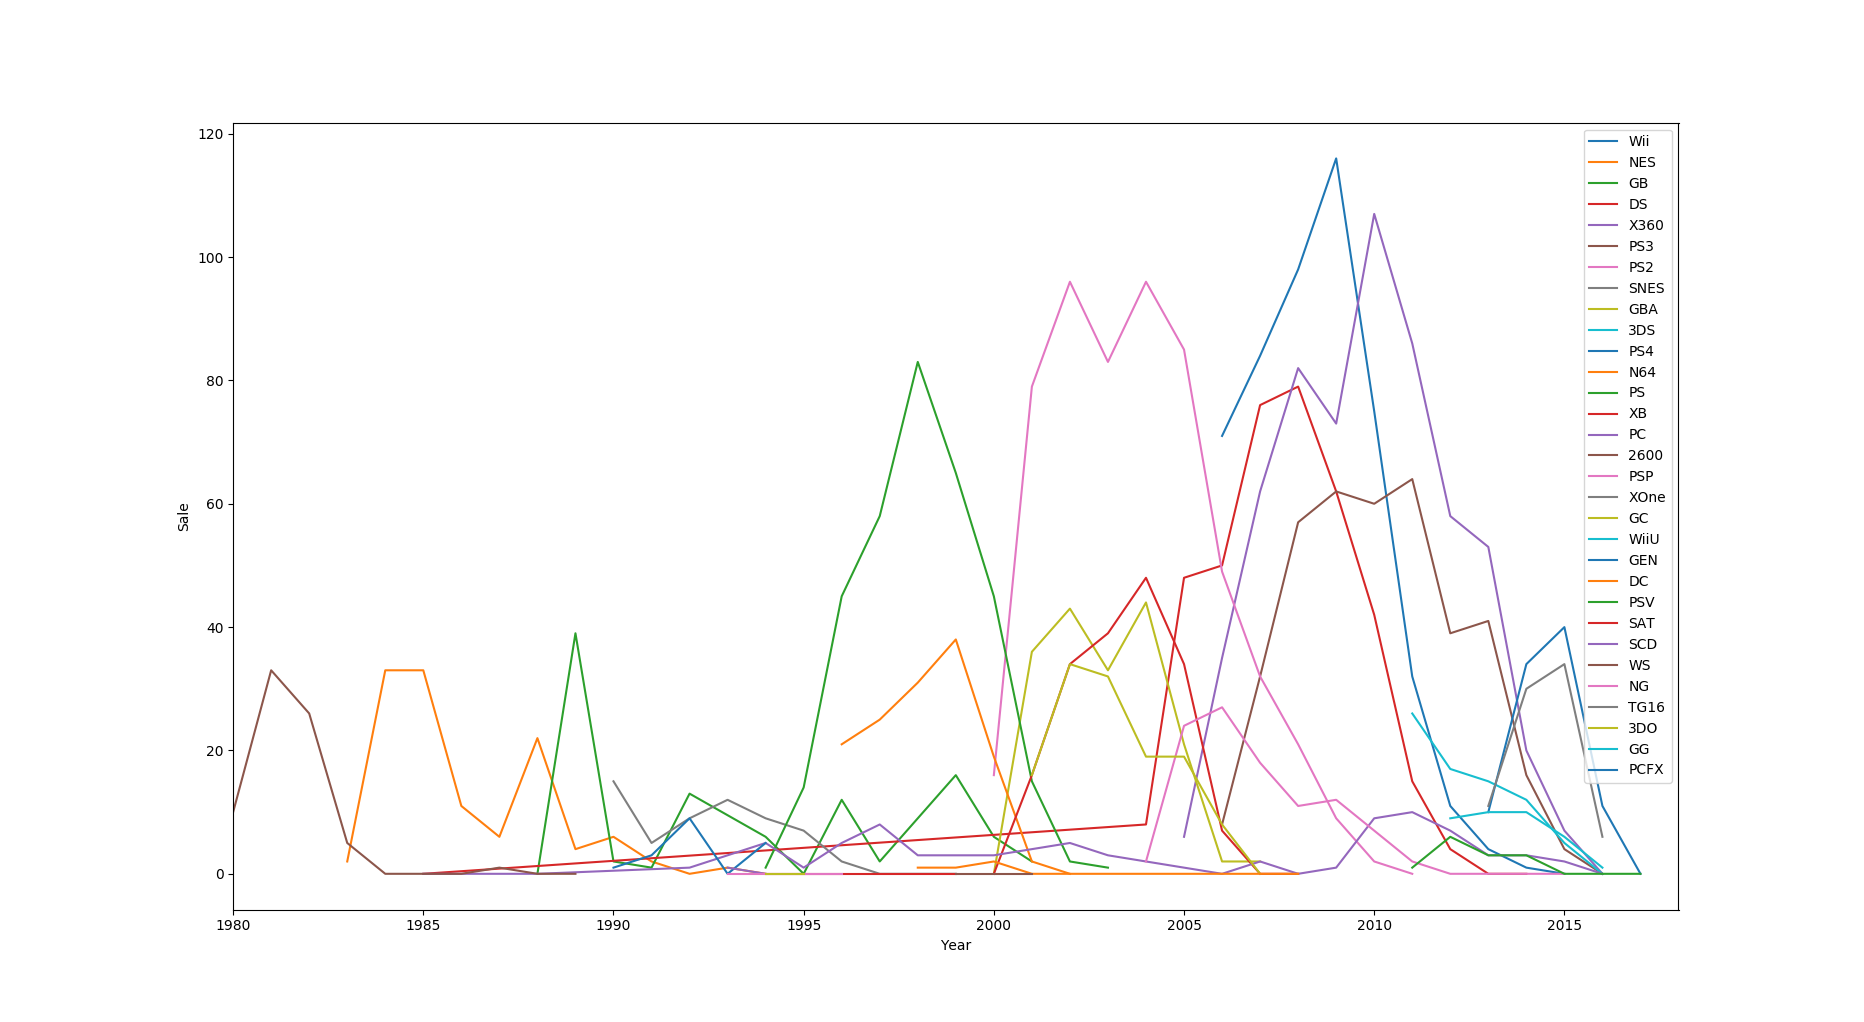 120
100
80
60
40
20
0
Sale
1980 1985 1990 1995 2000 2005 2010 2015
Year
Wii
NES
GB
DS
X360
PS3
PS2
SNES
GBA
3DS
PS4
N64
PS
XB
PC
2600
PSP
XOne
GC
WiiU
GEN
DC
PSV
SAT
SCD
WS
NG
TG16
3DO
GG
PCFX